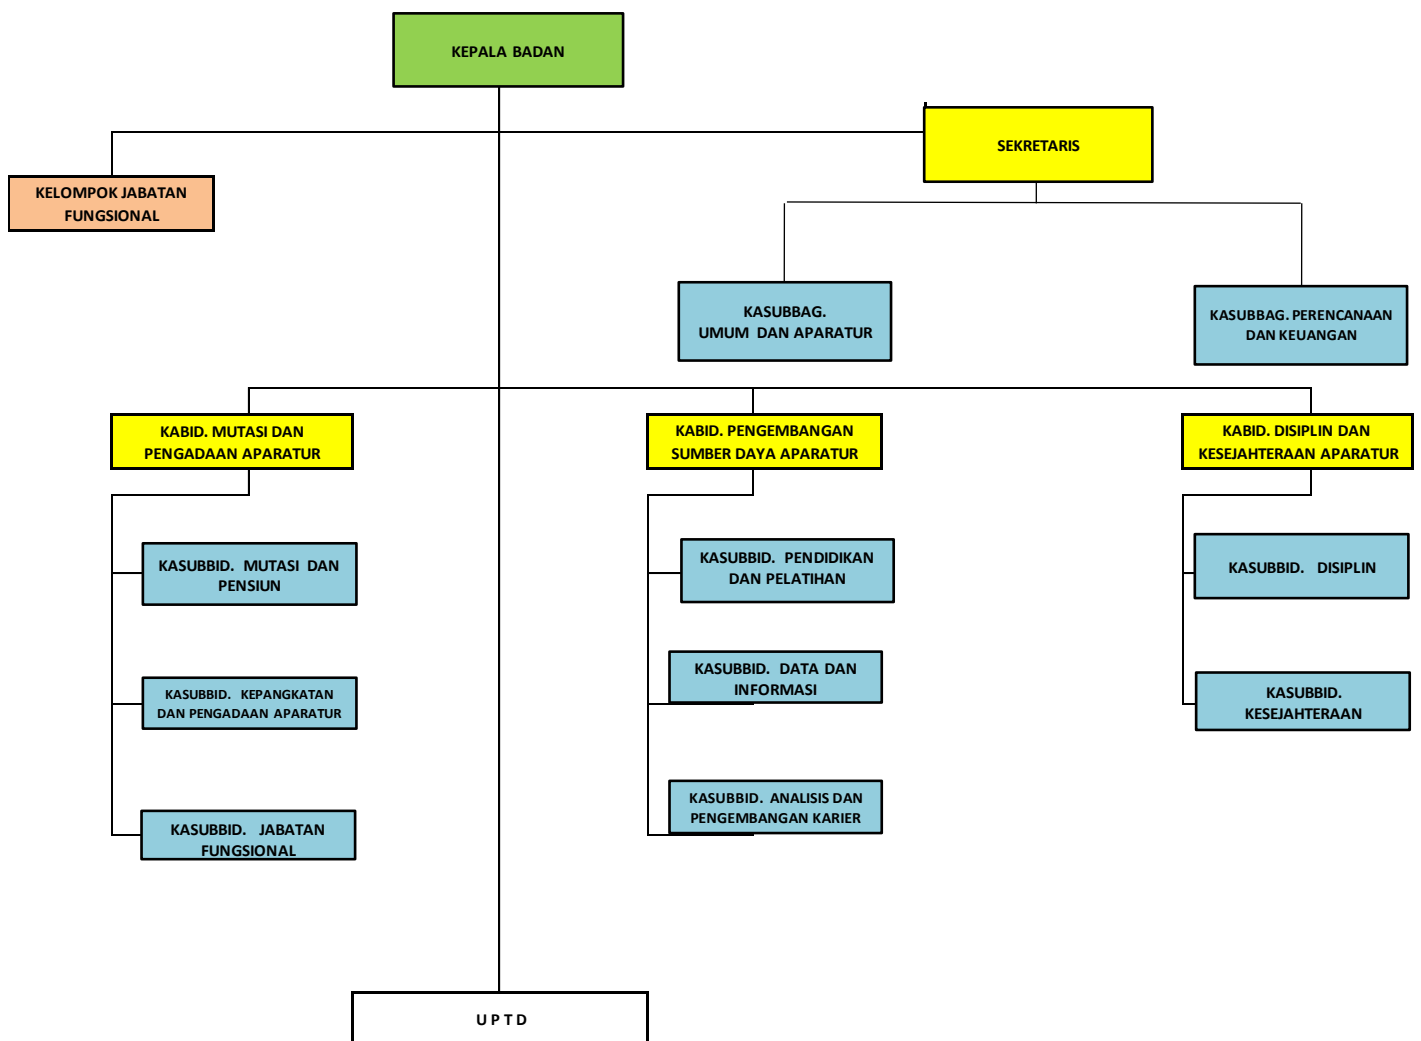 KEPALA BADAN
SEKRETARIS
KELOMPOK JABATAN
FUNGSIONAL
KASUBBAG.
UMUM DAN APARATUR
KASUBBAG. PERENCANAAN
DAN KEUANGAN
KABID. MUTASI DAN
PENGADAAN APARATUR
KABID. PENGEMBANGAN
SUMBER DAYA APARATUR
KABID. DISIPLIN DAN
KESEJAHTERAAN APARATUR
KASUBBID. MUTASI DAN
PENSIUN
KASUBBID. PENDIDIKAN
DAN PELATIHAN
KASUBBID. DISIPLIN
KASUBBID. KEPANGKATAN
DAN PENGADAAN APARATUR
KASUBBID. DATA DAN
INFORMASI
KASUBBID.
KESEJAHTERAAN
KASUBBID. JABATAN
FUNGSIONAL
KASUBBID. ANALISIS DAN
PENGEMBANGAN KARIER
U P T D